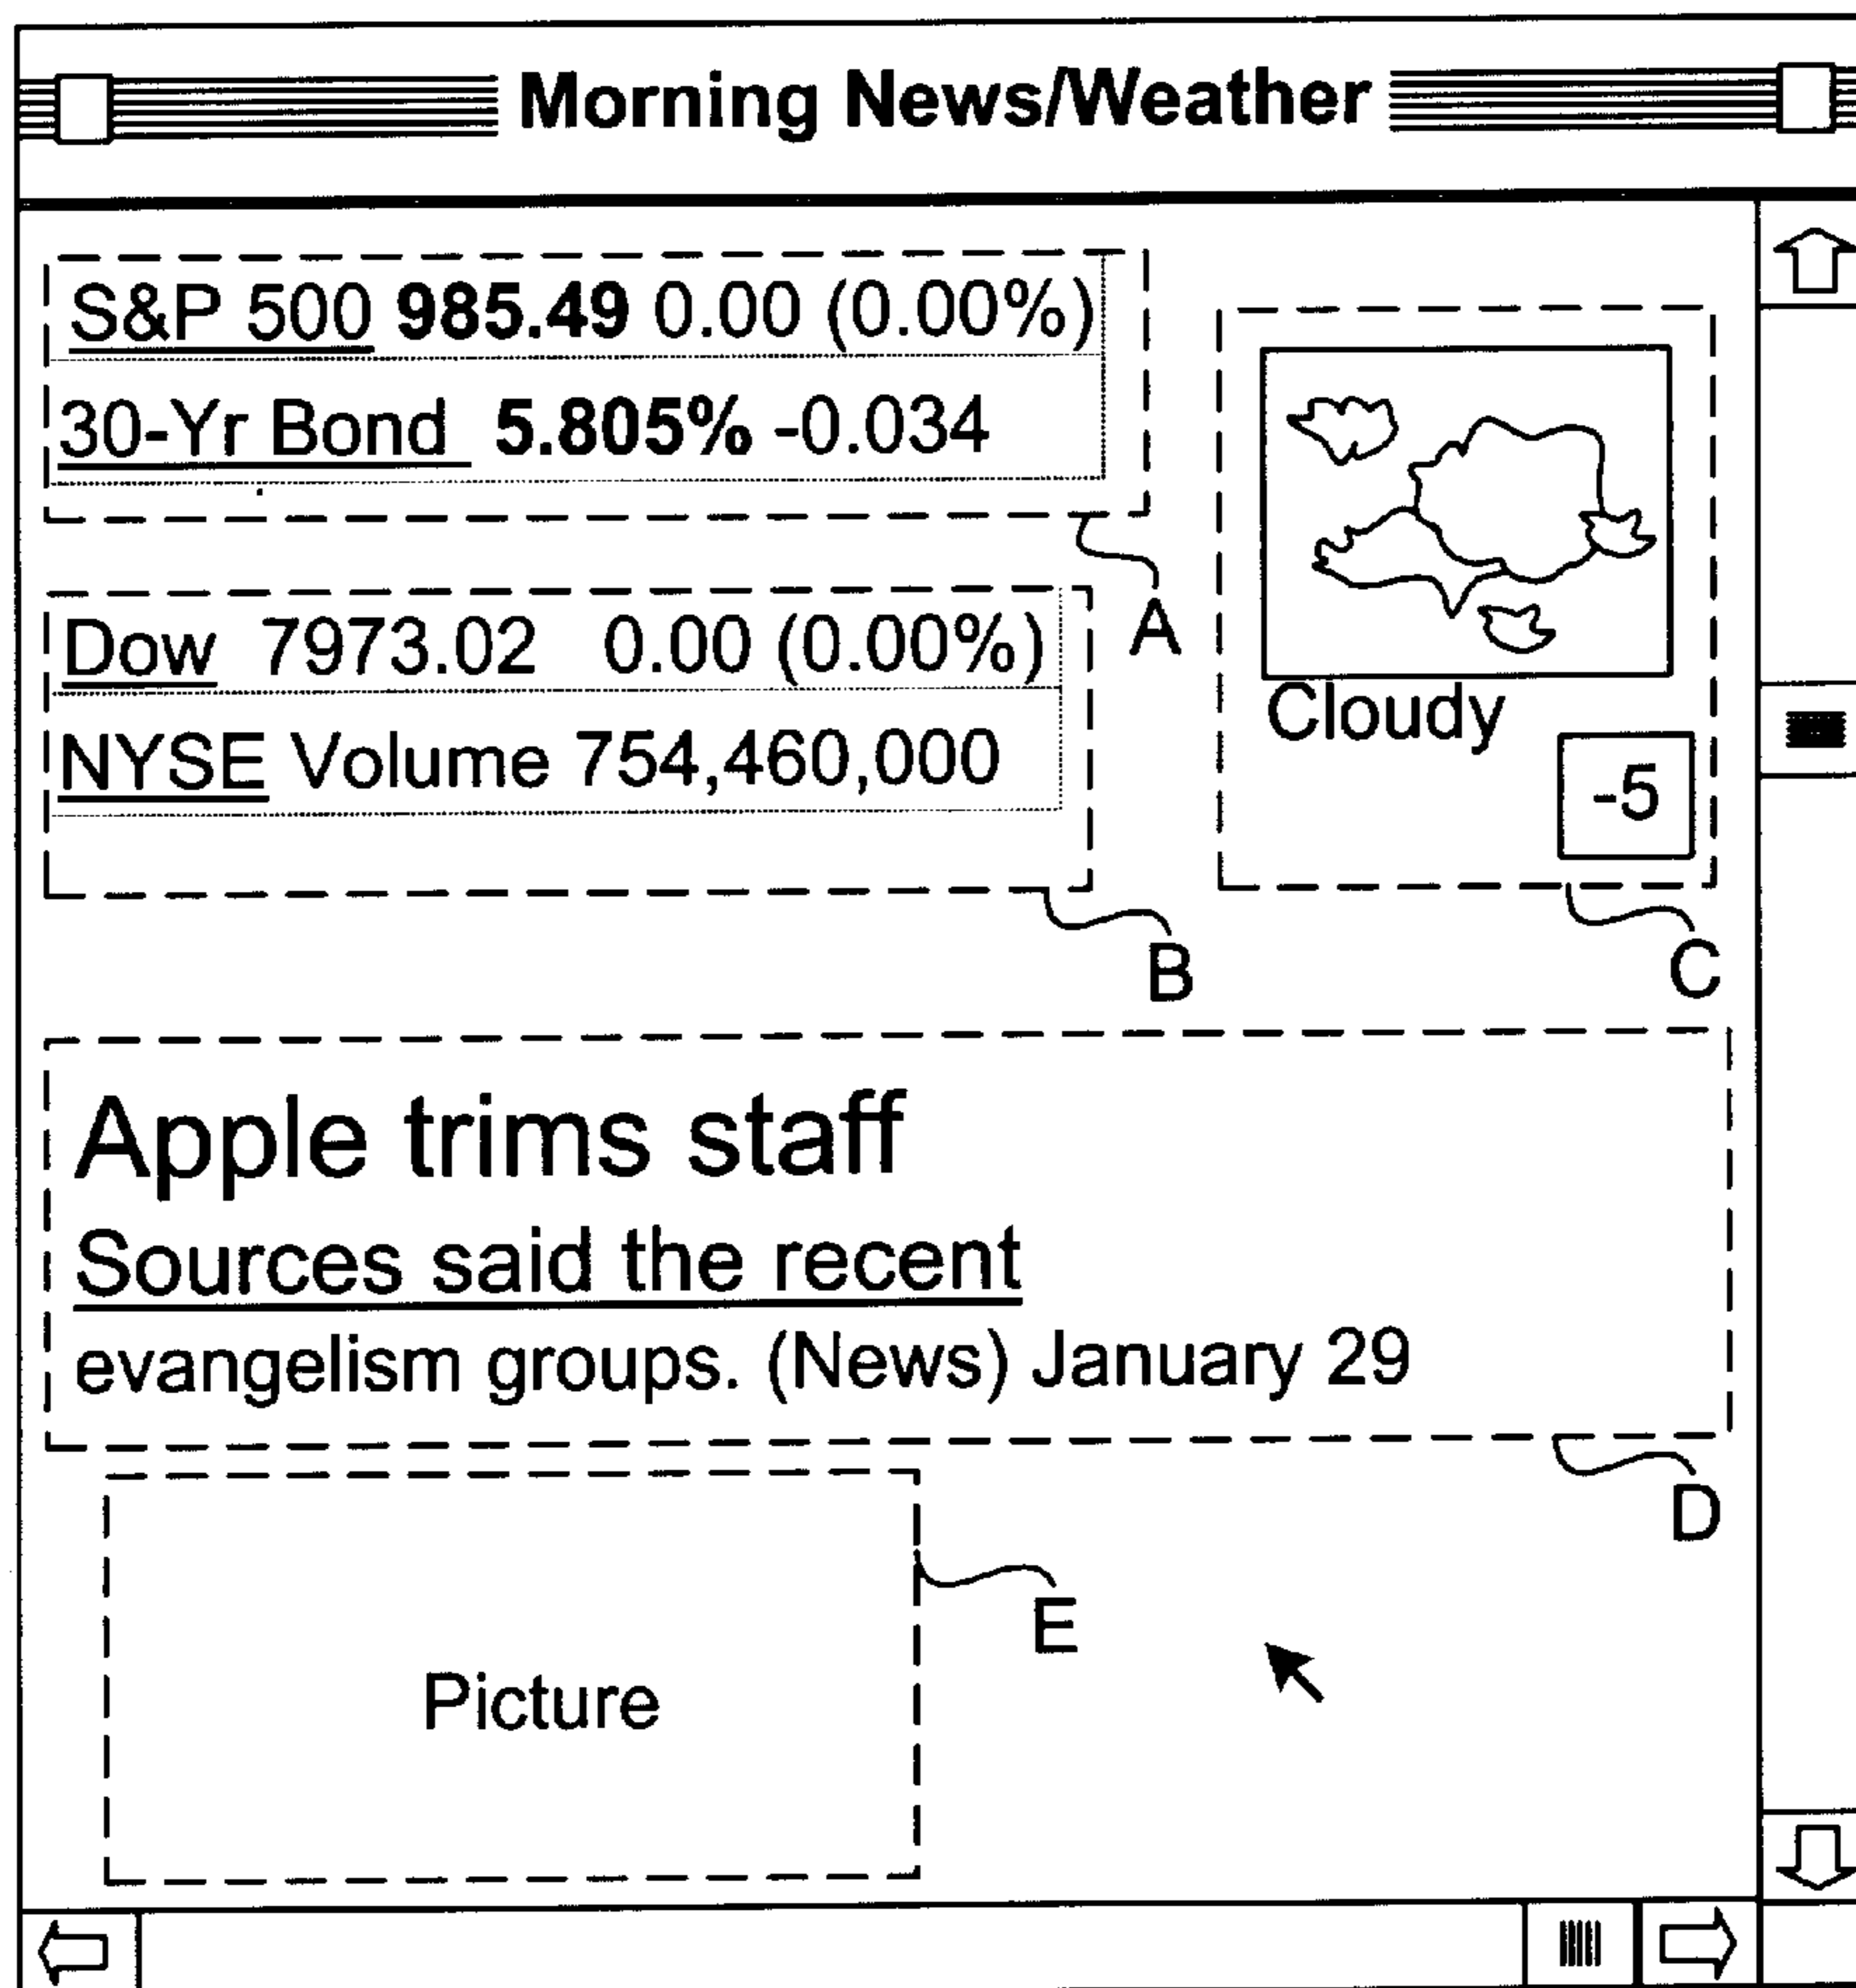 Morning News/Weather
S&P 500 985.49 0.00 (0.00%)
30-Yr Bond 5.805% -0.034
A
Dow 7973.02 0.00 (0.00%)
NYSE Volume 754,460,000
B
Cloudy
-5
C
Apple trims staff
Sources said the recent
evangelism groups. (News) January 29
D
Picture
E